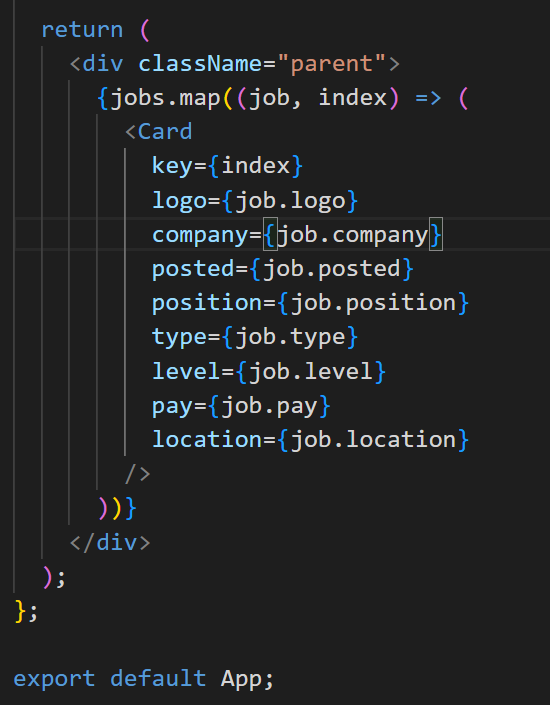 return (
<div className="parent">
{jobs.map((job, index) => (
<Card
key={index}
logo={job.logo}
company={job.company}
posted={job.posted}
position={job.position}
type={job.type}
level={job.level}
pay={job.pay}
location={job.location}
/>
))}
</div>
);
};
export default App;